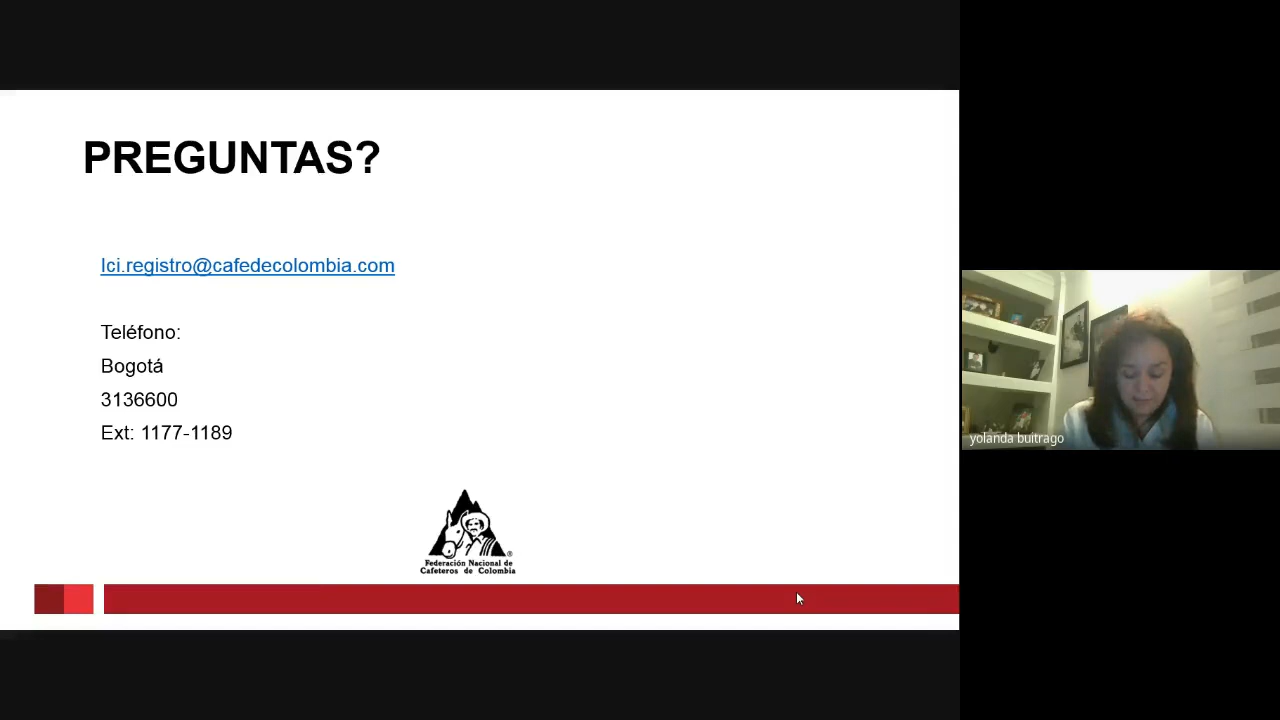 PREGUNTAS?
lci.registro@cafedecolombia.com
Teléfono:
Bogotá
3136600
Ext: 1177-1189
Federación Nacional de
Cafeteros de Colombia
yolanda buitrago